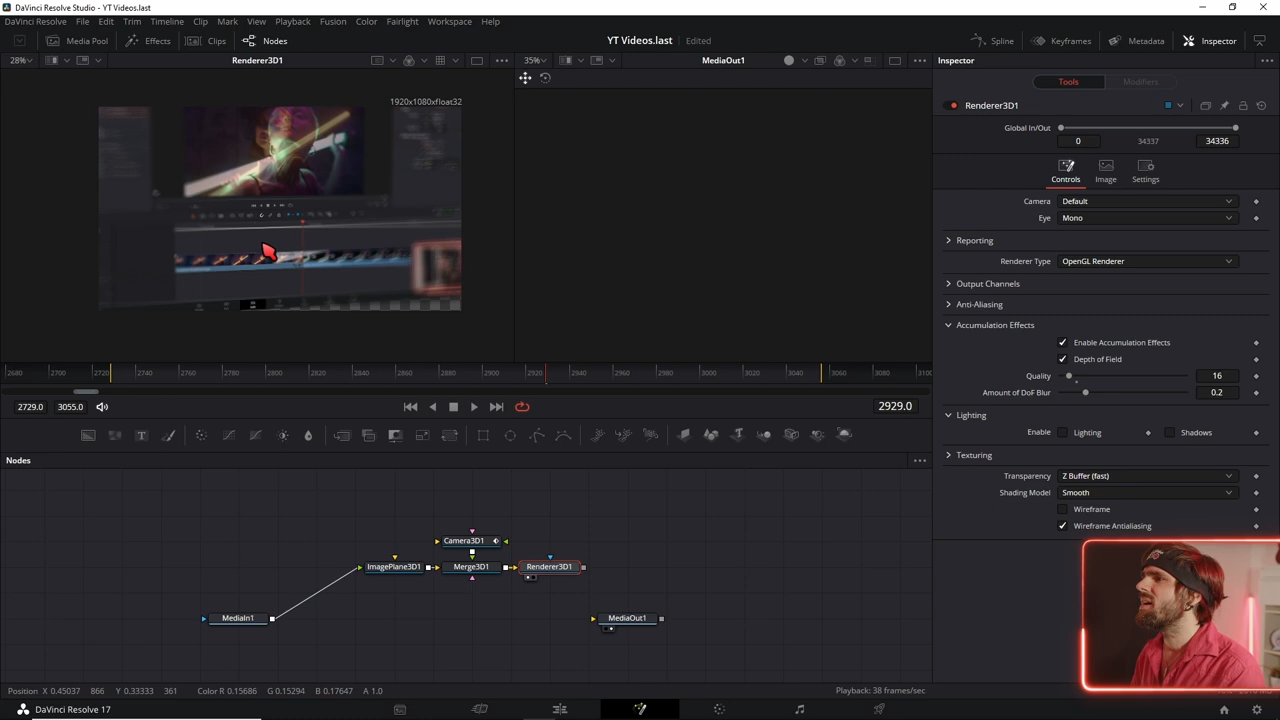 DaVinci Resolve Studio - YT Videos.last
DaVinci Resolve File Edit Trim Timeline Clip Mark View Playback Fusion Color Fairlight Workspace Help
Media Pool Effects Clips Nodes YT Videos.last Edited Spline Keyframes Metadata Inspector
28% Renderer3D1 35% MediaOut1 Inspector
Tools Modifiers
1920x1080xfloat32
Renderer3D1
Global In/Out
0 34337 34336
Controls Image Settings
Camera Default
Eye Mono
Reporting
Renderer Type OpenGL Renderer
Output Channels
Anti-Aliasing
Accumulation Effects
Enable Accumulation Effects
Depth of Field
Quality 16
Amount of DoF Blur 0.2
Lighting
Enable Lighting Shadows
Texturing
Transparency Z Buffer (fast)
Shading Model Smooth
Wireframe
Wireframe Antialiasing
2680 2700 2720 2740 2760 2780 2800 2820 2840 2860 2880 2900 2920 2940 2960 2980 3000 3020 3040 3060 3080 3100
2729.0 3055.0 2929.0
Nodes
Camera3D1
ImagePlane3D1 Merge3D1 Renderer3D1
MediaIn1 MediaOut1
Position X 0.45037 866 Y 0.33333 361 Color R 0.15686 G 0.15294 B 0.17647 A 1.0 Playback: 38 frames/sec
DaVinci Resolve 17